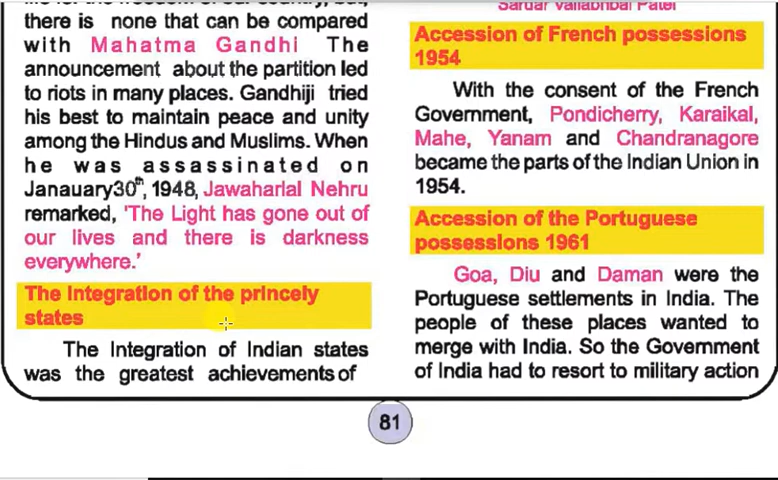 there is none that can be compared
with Mahatma Gandhi The
announcement about the partition led
to riots in many places. Gandhiji tried
his best to maintain peace and unity
among the Hindus and Muslims. When
he was assassinated on
Janauary30th, 1948, Jawaharlal Nehru
remarked, 'The Light has gone out of
our lives and there is darkness
everywhere.'
The Integration of the princely
states
The Integration of Indian states
was the greatest achievements of
Sardar Vallabhbai Patel
Accession of French possessions
1954
With the consent of the French
Government, Pondicherry, Karaikal,
Mahe, Yanam and Chandranagore
became the parts of the Indian Union in
1954.
Accession of the Portuguese
possessions 1961
Goa, Diu and Daman were the
Portuguese settlements in India. The
people of these places wanted to
merge with India. So the Government
of India had to resort to military action
81